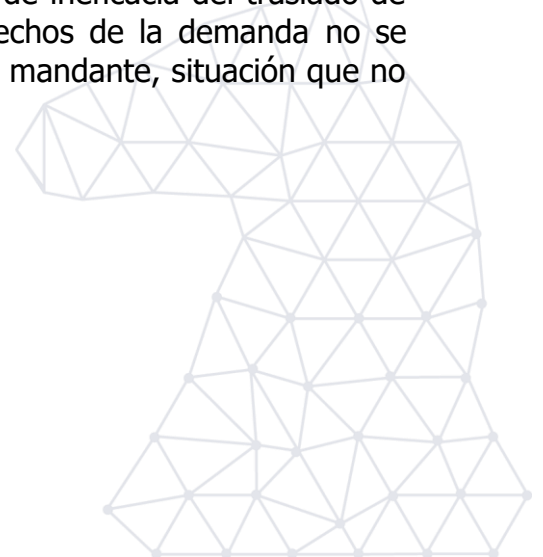 de ineficacia del traslado de
echos de la demanda no se
mandante, situación que no